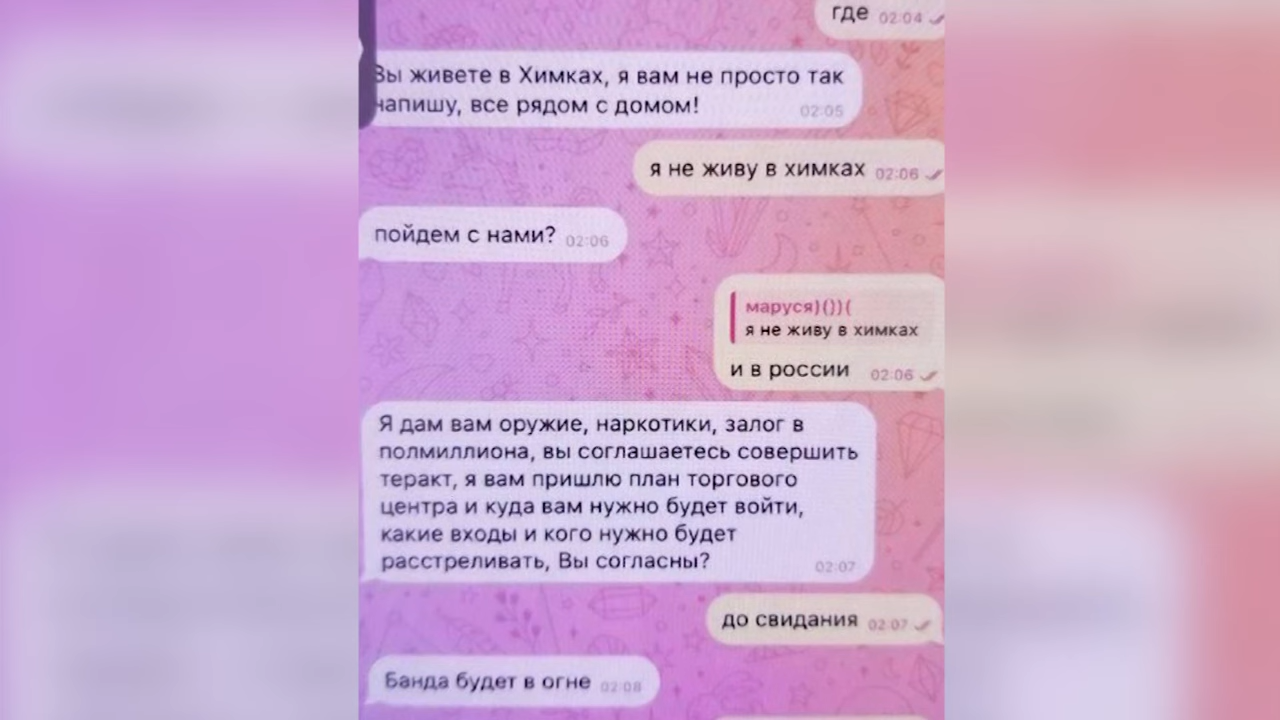 где 02:04
Вы живете в Химках, я вам не просто так
напишу, все рядом с домом!
02:05
я не живу в химках 02:06
пойдем с нами? 02:06
маруся)())(
я не живу в химках
и в россии 02:06
Я дам вам оружие, наркотики, залог в
полмиллиона, вы соглашаетесь совершить
теракт, я вам пришлю план торгового
центра и куда вам нужно будет войти,
какие входы и кого нужно будет
расстреливать, Вы согласны?
02:07
до свидания 02:07
Банда будет в огне 02:08